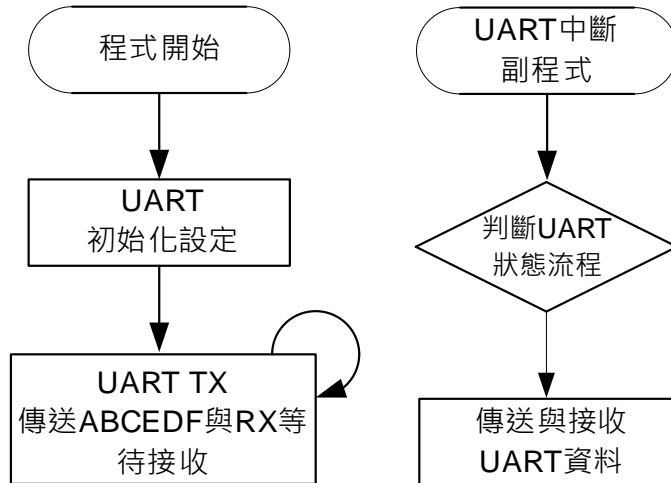 程式開始
UART
初始化設定
UART TX
傳送ABCEDF與RX等
待接收
UART中斷
副程式
判斷UART
狀態流程
傳送與接收
UART資料